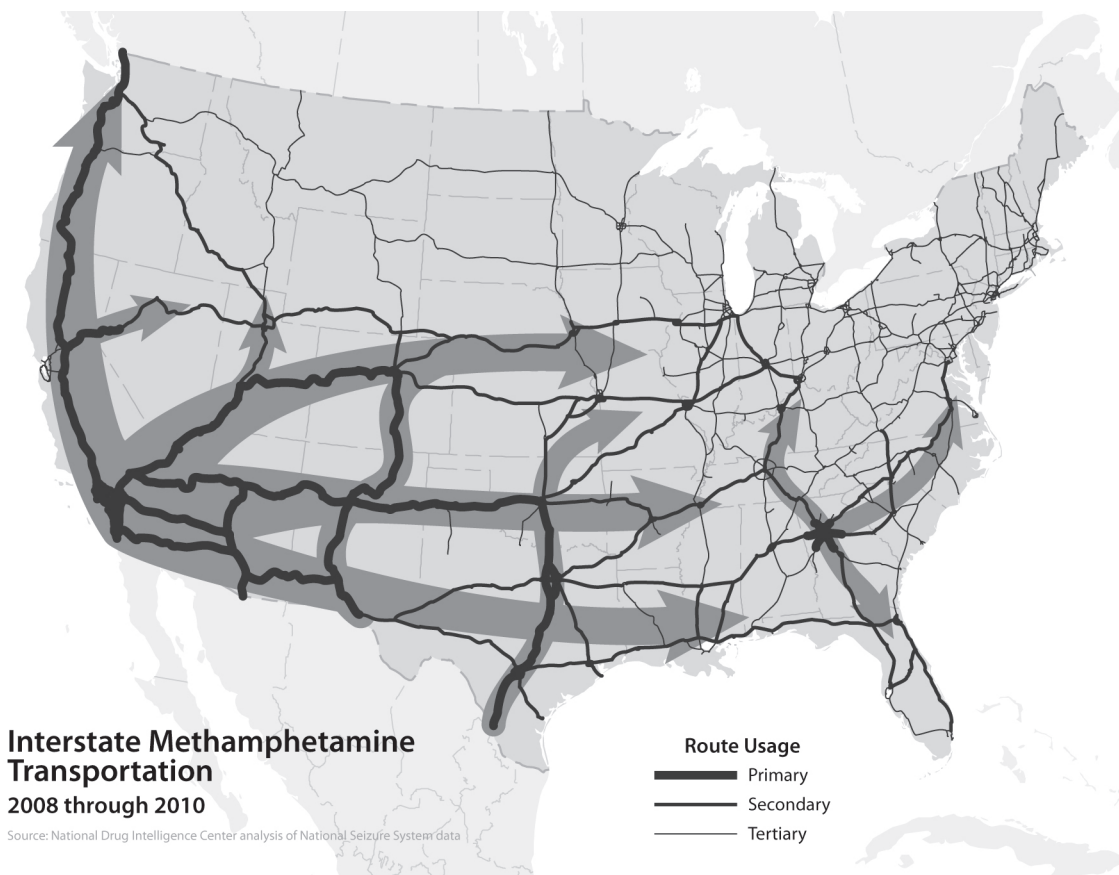 Interstate Methamphetamine
Transportation
2008 through 2010
Source: National Drug Intelligence Center analysis of National Seizure System data
Route Usage
Primary
Secondary
Tertiary